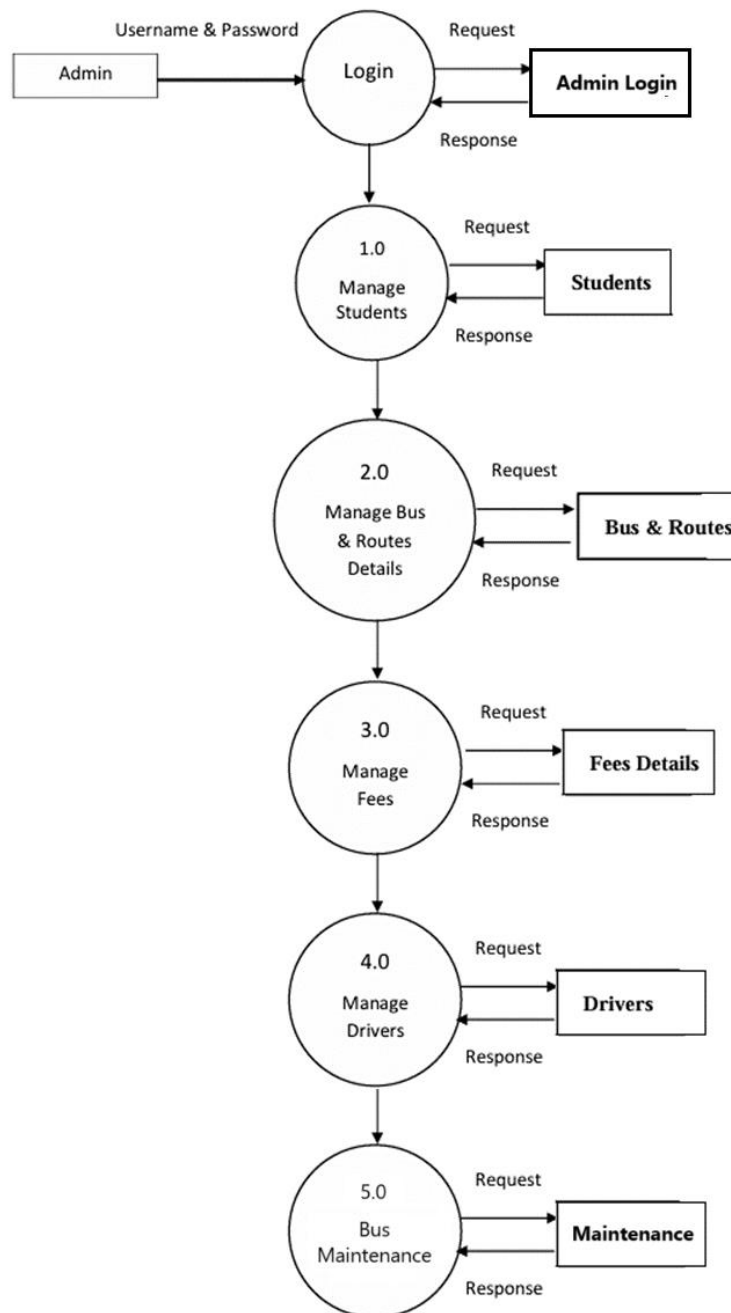 Username & Password
Admin
Login
Request
Admin Login
Response
1.0
Manage
Students
Request
Students
Response
2.0
Manage Bus
& Routes
Details
Request
Bus & Routes
Response
3.0
Manage
Fees
Request
Fees Details
Response
4.0
Manage
Drivers
Request
Drivers
Response
5.0
Bus
Maintenance
Request
Maintenance
Response